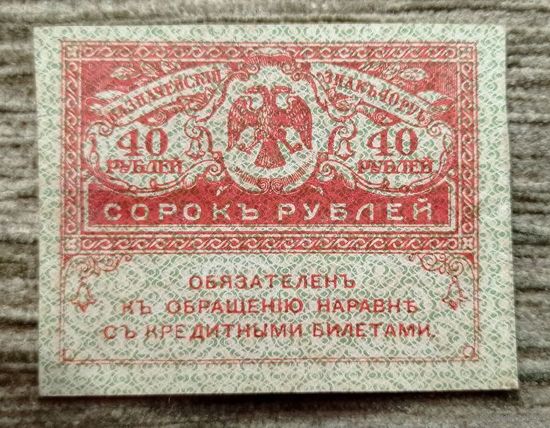 КАЗНАЧЕЙСКІЙ ЗНАКЪ
40 40
РУБЛЕЙ РУБЛЕЙ
СОРОКЪ РУБЛЕЙ
ОБЯЗАТЕЛЕНЪ
КЪ ОБРАЩЕНІЮ НАРАВНѢ
СЪ КРЕДИТНЫМИ БИЛЕТАМИ.